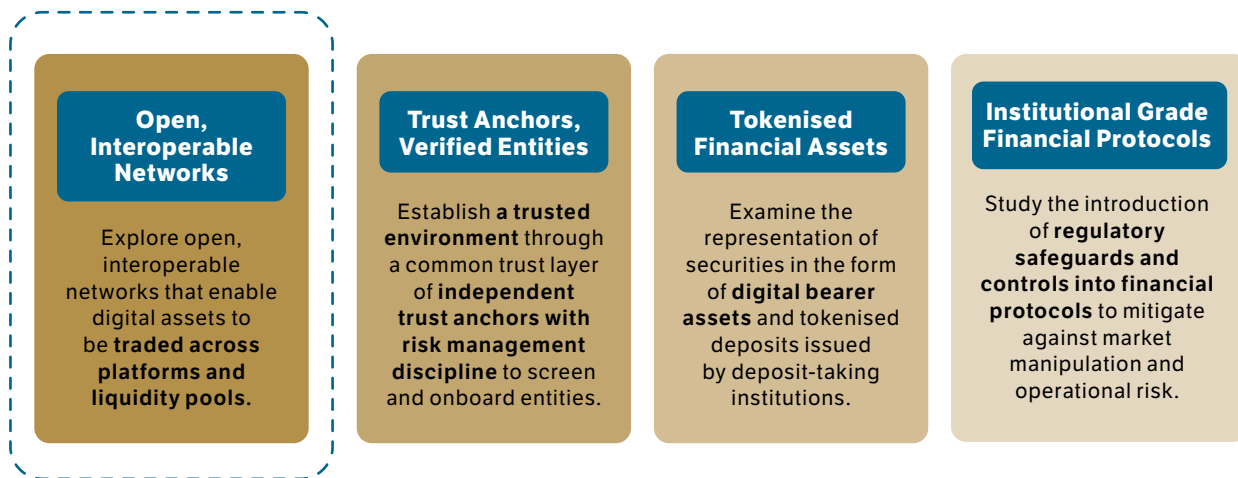 Open,
Interoperable
Networks
Explore open,
interoperable
networks that enable
digital assets to
be traded across
platforms and
liquidity pools.
Trust Anchors,
Verified Entities
Establish a trusted
environment through
a common trust layer
of independent
trust anchors with
risk management
discipline to screen
and onboard entities.
Tokenised
Financial Assets
Examine the
representation of
securities in the form
of digital bearer
assets and tokenised
deposits issued
by deposit-taking
institutions.
Institutional Grade
Financial Protocols
Study the introduction
of regulatory
safeguards and
controls into financial
protocols to mitigate
against market
manipulation and
operational risk.